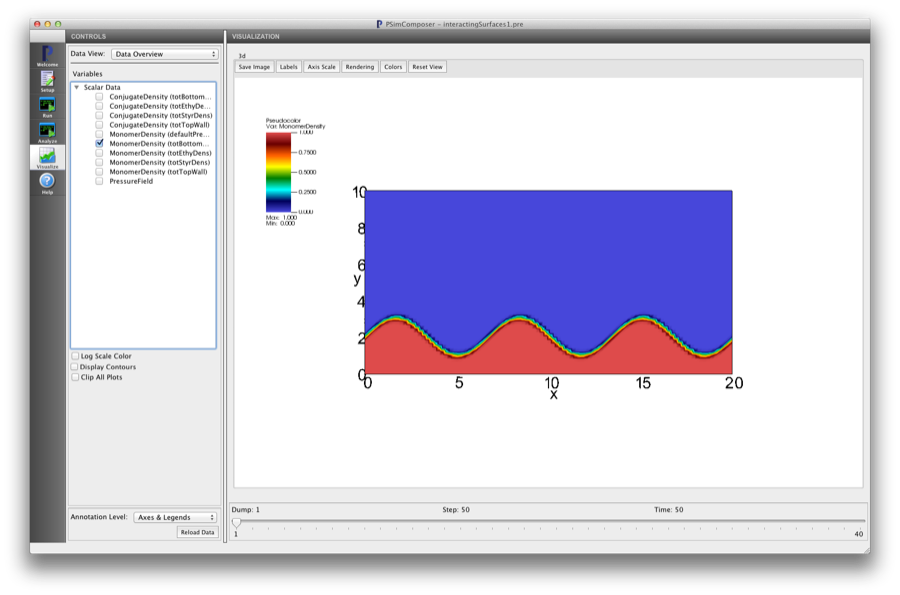 PSimComposer – interactingSurfaces1.pre
CONTROLS
VISUALIZATION
Welcome
Setup
Run
Analyze
Visualize
Help
Data View: Data Overview
Variables
Scalar Data
ConjugateDensity (totBottom...
ConjugateDensity (totEthyDe...
ConjugateDensity (totStyrDens)
ConjugateDensity (totTopWall)
MonomerDensity (defaultPre...
MonomerDensity (totBottom...
MonomerDensity (totEthyDens)
MonomerDensity (totStyrDens)
MonomerDensity (totTopWall)
PressureField
Log Scale Color
Display Contours
Clip All Plots
Annotation Level: Axes & Legends
Reload Data
3d
Save Image Labels Axis Scale Rendering Colors Reset View
Pseudocolor
Var: MonomerDensity
1.000
0.7500
0.5000
0.2500
0.000
Max: 1.000
Min: 0.000
10
8
6
y
4
2
0
0 5 10 15 20
x
Dump: 1 Step: 50 Time: 50
1 40